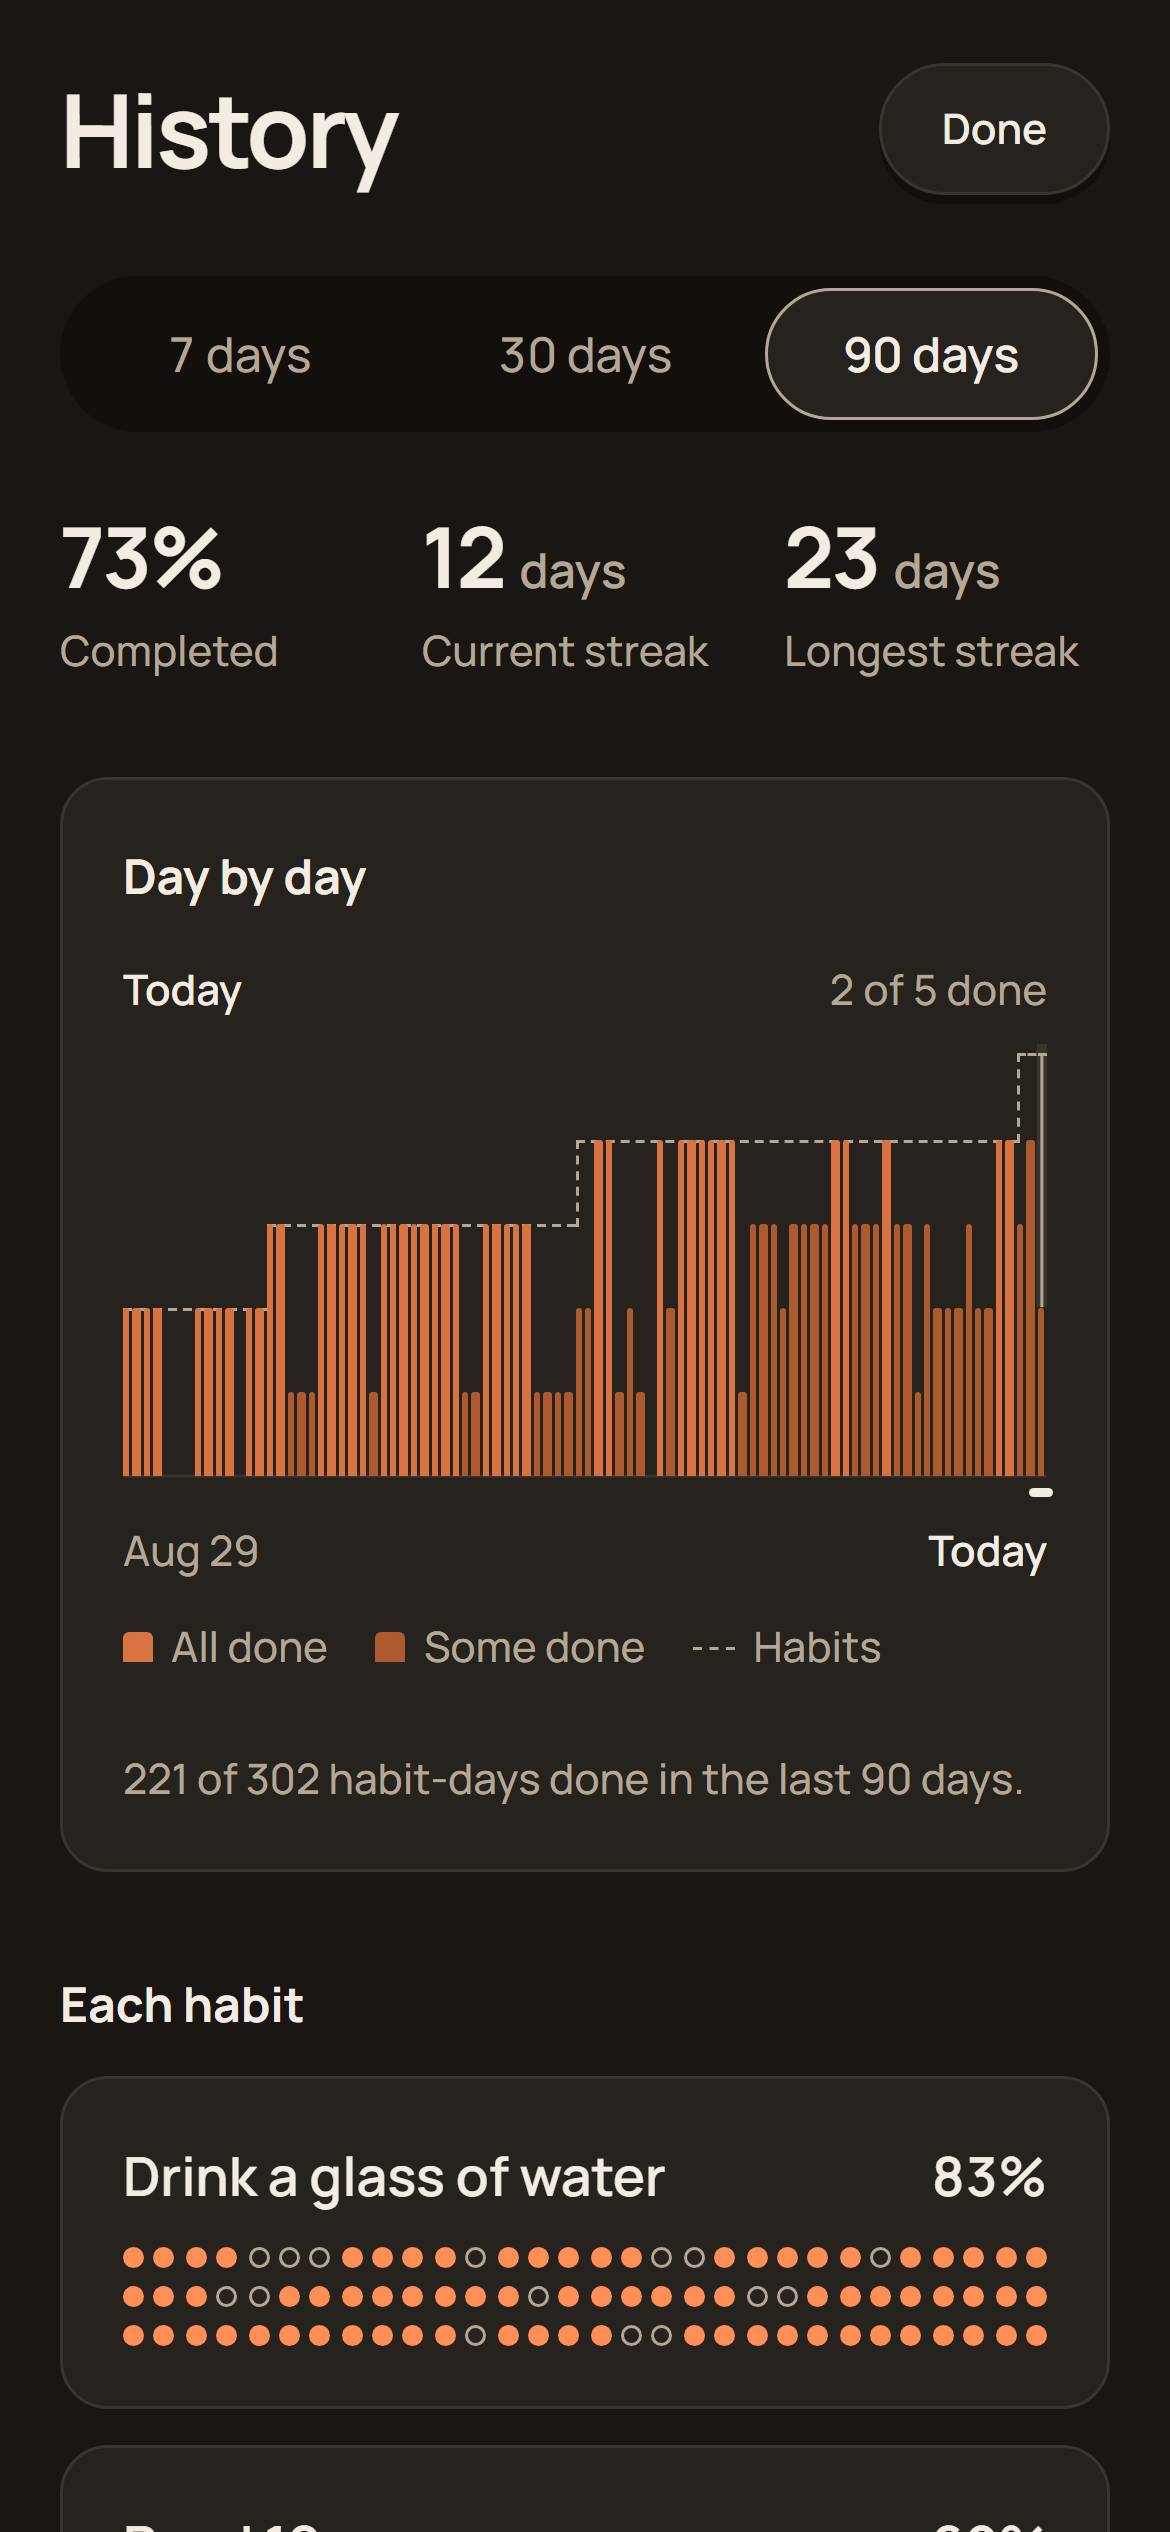 History
Done
7 days
30 days
90 days
73%
12 days
23 days
Completed
Current streak
Longest streak
Day by day
Today
2 of 5 done
Aug 29
Today
All done
Some done
Habits
221 of 302 habit-days done in the last 90 days.
Each habit
Drink a glass of water
83%